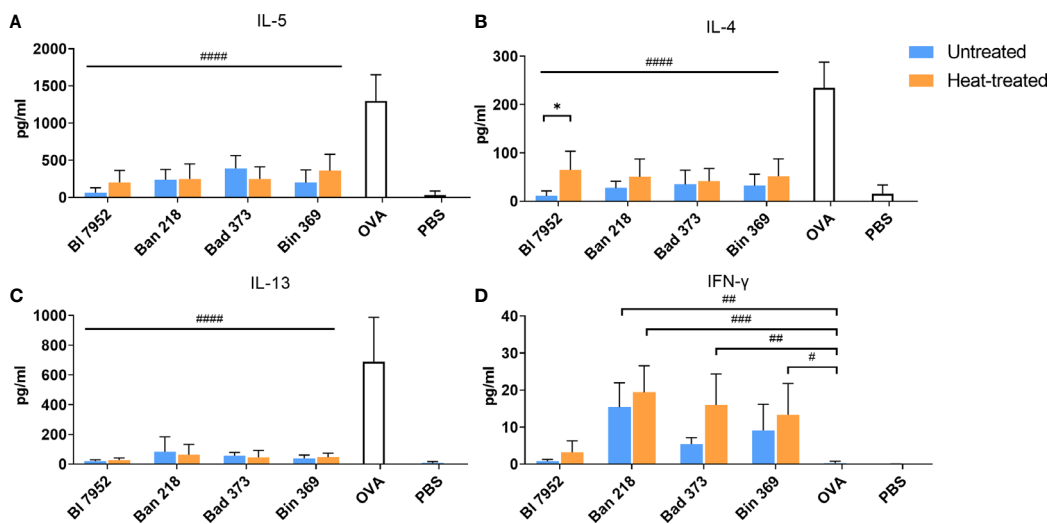 A
IL-5
pg/ml
2000
1500
1000
500
0
####
Bl 7952
Ban 218
Bad 373
Bin 369
OVA
PBS
B
IL-4
pg/ml
300
200
100
0
####
*
Bl 7952
Ban 218
Bad 373
Bin 369
OVA
PBS
Untreated
Heat-treated
C
IL-13
pg/ml
1000
800
600
400
200
0
####
Bl 7952
Ban 218
Bad 373
Bin 369
OVA
PBS
D
IFN-γ
pg/ml
40
30
20
10
0
##
###
##
#
Bl 7952
Ban 218
Bad 373
Bin 369
OVA
PBS